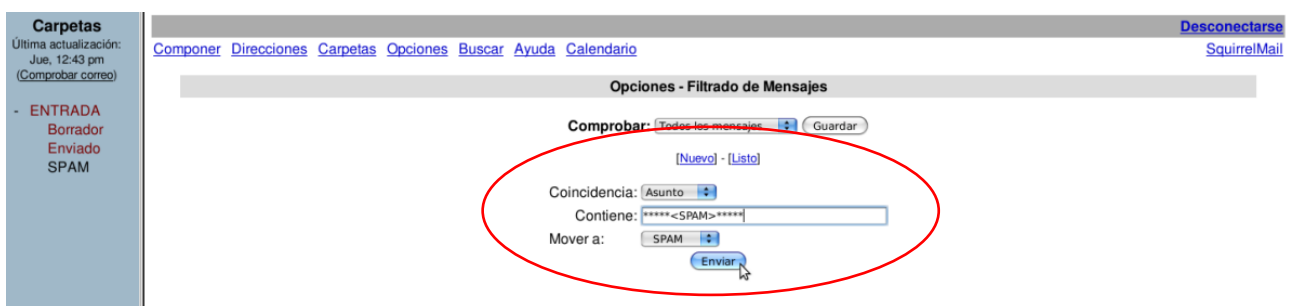 Carpetas
Última actualización:
Jue, 12:43 pm
(Comprobar correo)
- ENTRADA
Borrador
Enviado
SPAM
Desconectarse
Componer Direcciones Carpetas Opciones Buscar Ayuda Calendario SquirrelMail
Opciones - Filtrado de Mensajes
Comprobar: Todos los mensajes Guardar
[Nuevo] - [Listo]
Coincidencia: Asunto
Contiene: *****<SPAM>*****
Mover a: SPAM
Enviar